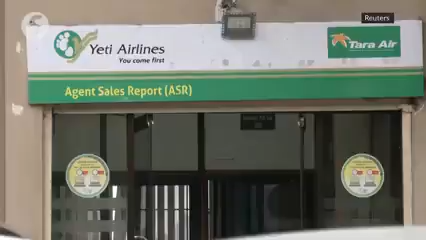 Reuters
Yeti Airlines
You come first
Tara Air
Agent Sales Report (ASR)